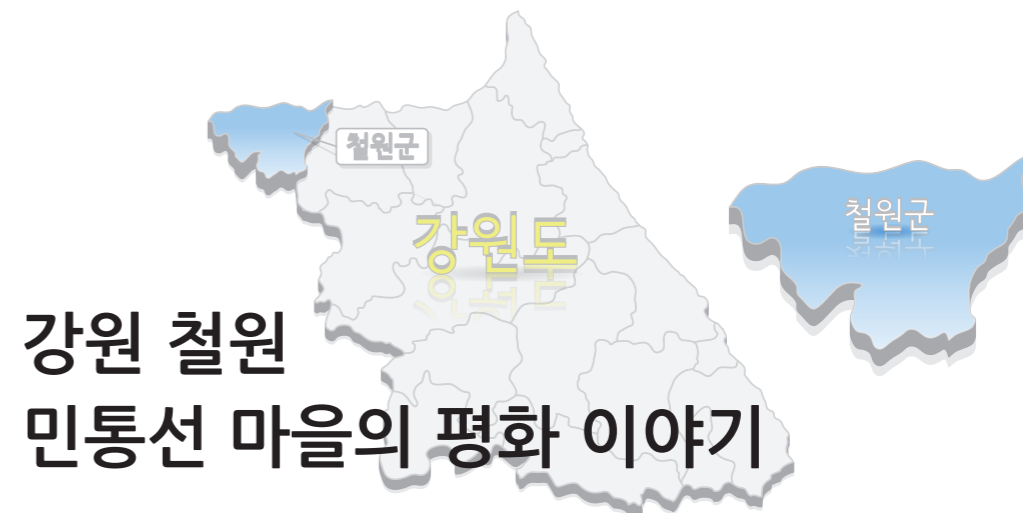 철원군
강원도
철원군
강원 철원
민통선 마을의 평화 이야기